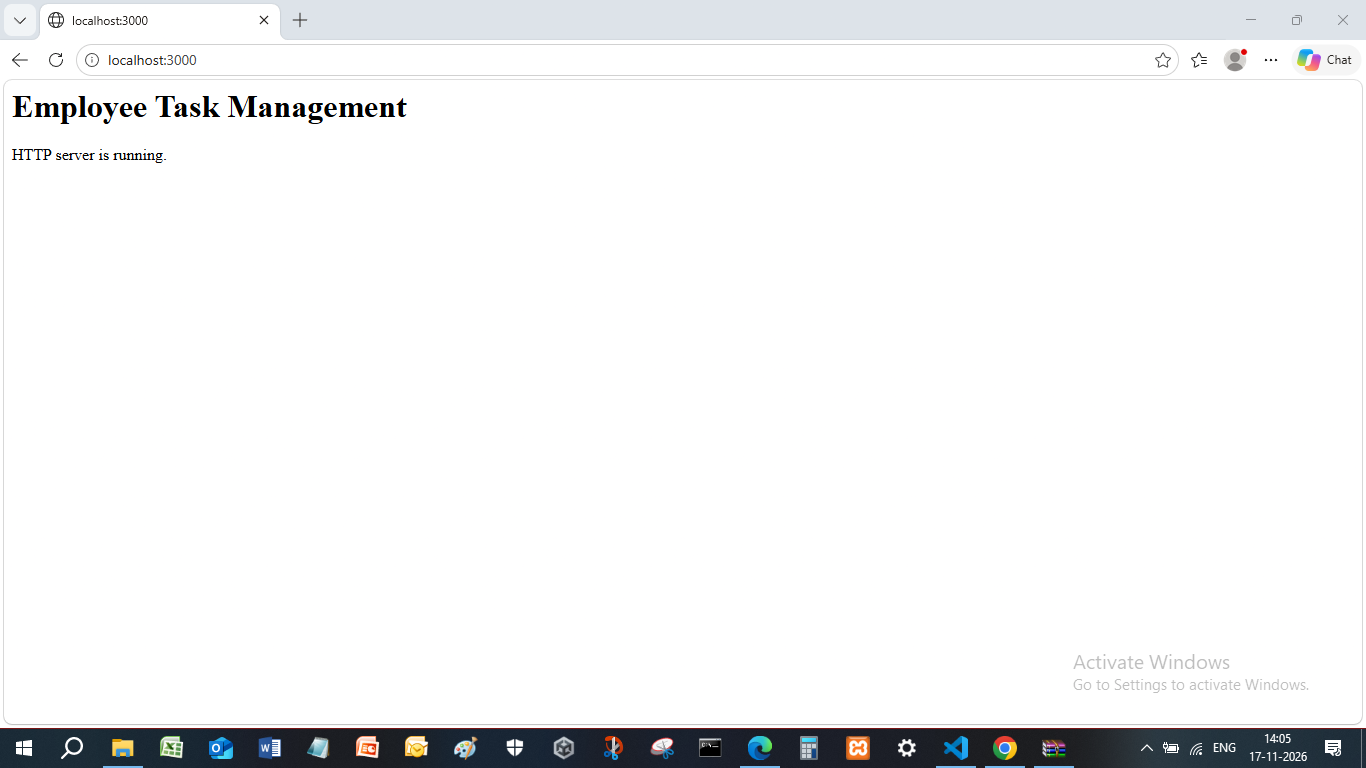 localhost:3000
localhost:3000
Chat
Employee Task Management
HTTP server is running.
Activate Windows
Go to Settings to activate Windows.
ENG
14:05
17-11-2026